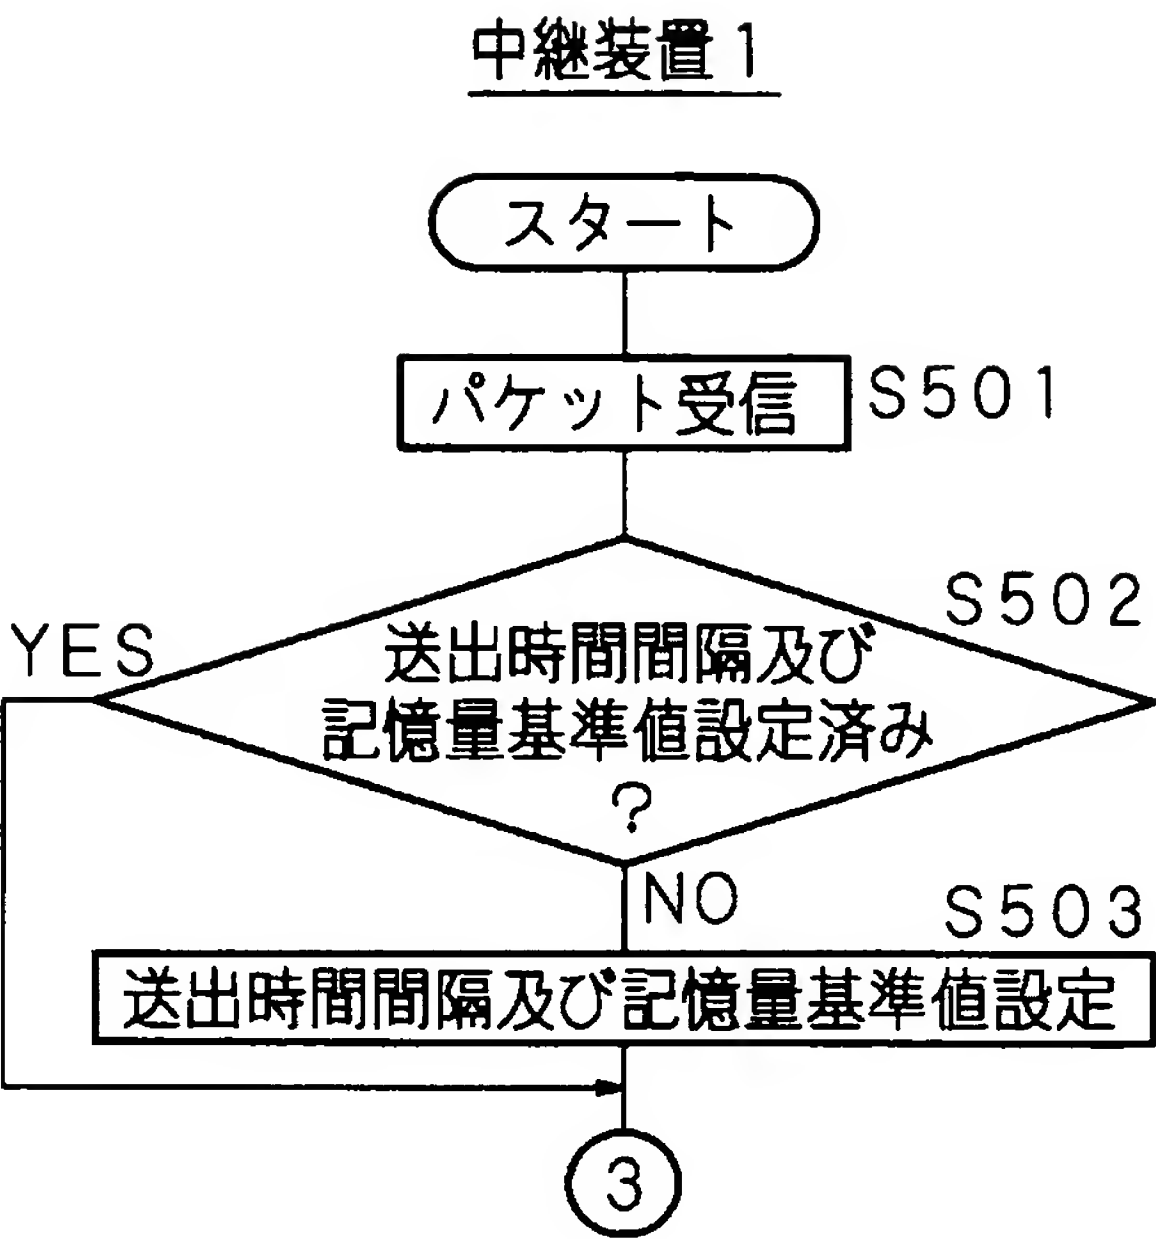 中継装置1
スタート
パケット受信
S501
S502
YES
送出時間間隔及び
記憶量基準値設定済み
?
NO
S503
送出時間間隔及び記憶量基準値設定
3